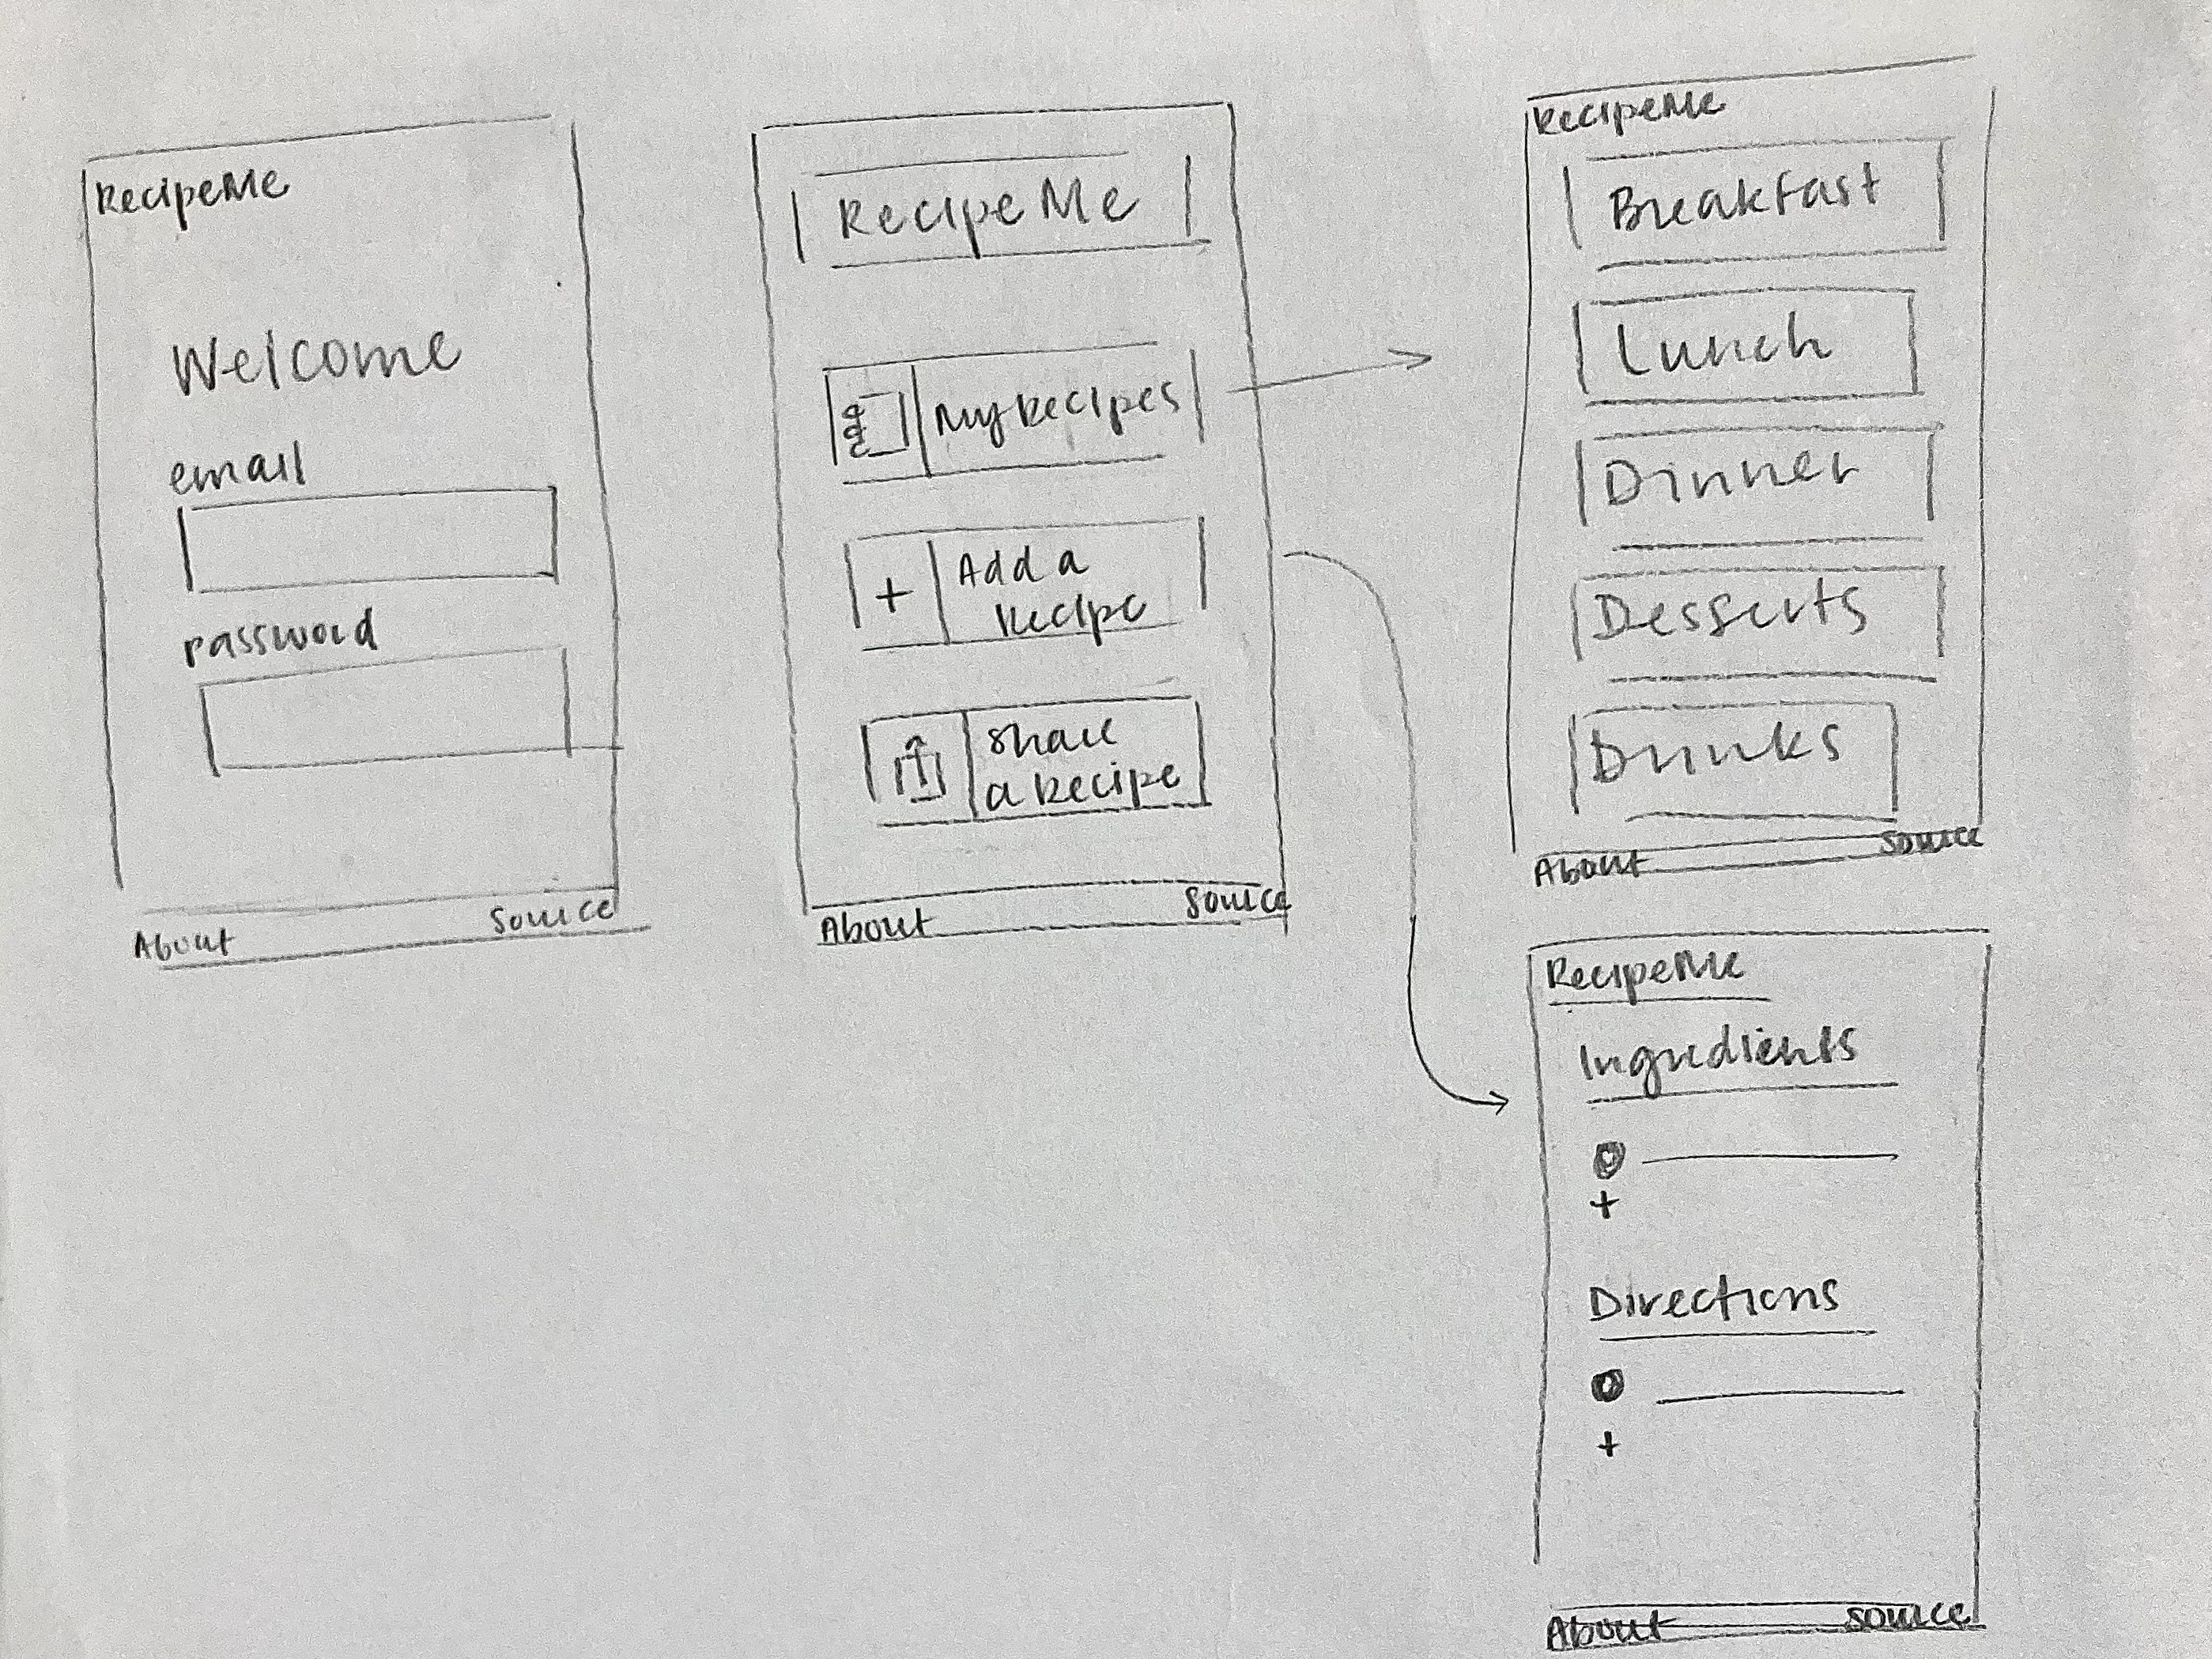 RecipeMe
Welcome
email
password
About
Source
RecipeMe
My Recipes
+
Add a
Recipe
Share
a Recipe
About
Source
RecipeMe
Breakfast
Lunch
Dinner
Desserts
Drinks
About
Source
RecipeMe
Ingredients
+
Directions
+
About
Source